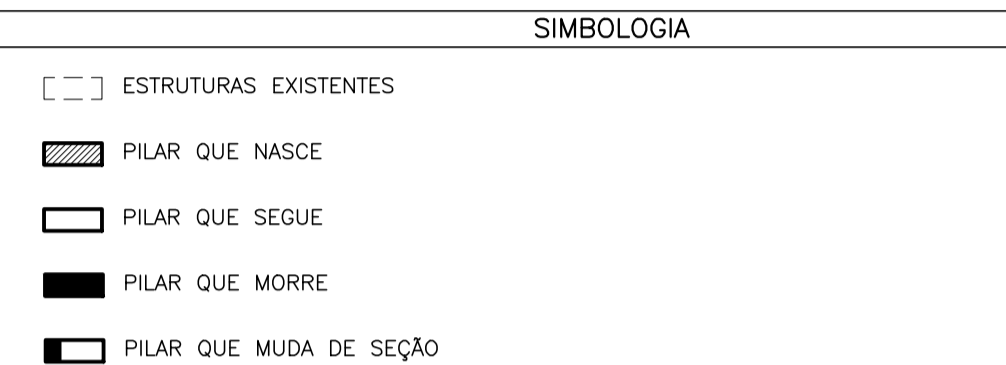 SIMBOLOGIA
ESTRUTURAS EXISTENTES
PILAR QUE NASCE
PILAR QUE SEGUE
PILAR QUE MORRE
PILAR QUE MUDA DE SEÇÃO